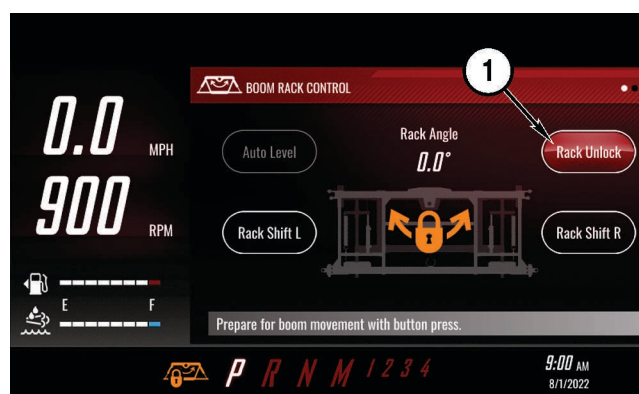 1
BOOM RACK CONTROL
0.0 MPH
900 RPM
Auto Level
Rack Angle
0.0°
Rack Unlock
Rack Shift L
Rack Shift R
E F
Prepare for boom movement with button press.
P R N M 1 2 3 4
9:00 AM
8/1/2022